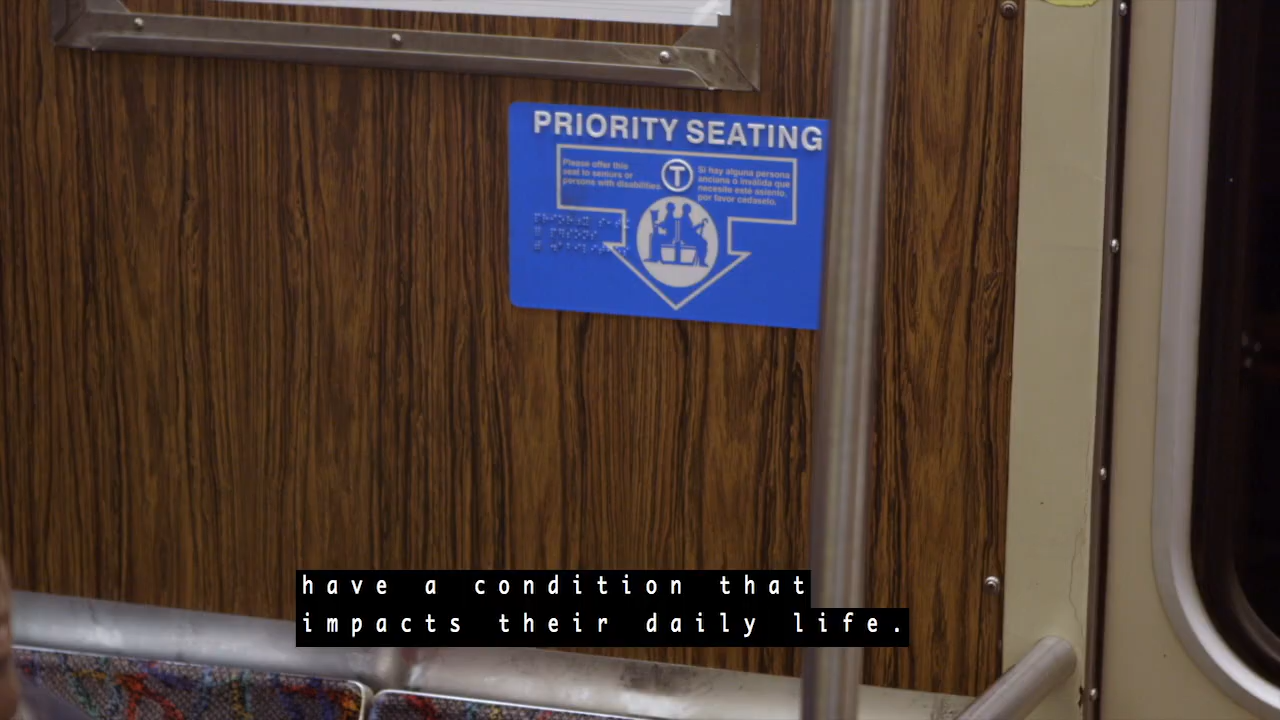 PRIORITY SEATING
Please offer this
seat to seniors or
persons with disabilities.
T
Si hay alguna persona
anciana o inválida que
necesite esté asiento,
por favor cedaselo.
have a condition that
impacts their daily life.